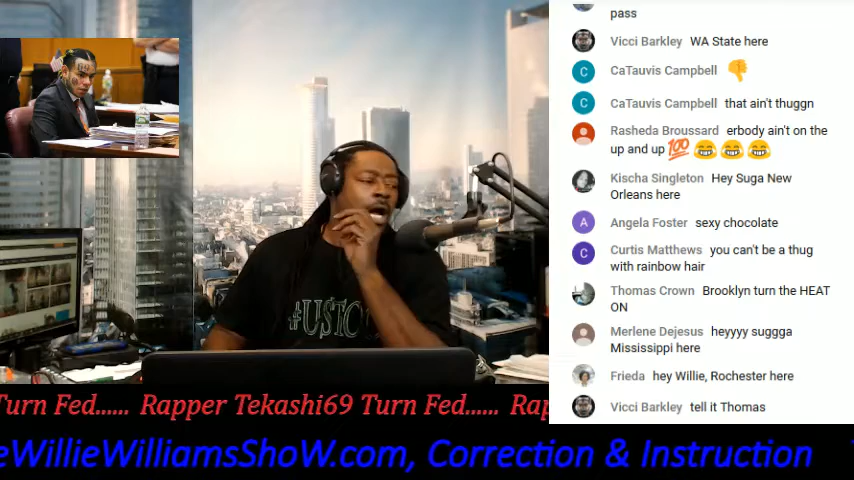 pass
Vicci Barkley WA State here
CaTauvis Campbell 👎
CaTauvis Campbell that ain't thuggn
Rasheda Broussard erbody ain't on the
up and up 💯😂😂😂
Kischa Singleton Hey Suga New
Orleans here
Angela Foster sexy chocolate
Curtis Matthews you can't be a thug
with rainbow hair
Thomas Crown Brooklyn turn the HEAT
ON
Merlene Dejesus heyyyy suggga
Mississippi here
Frieda hey Willie, Rochester here
Vicci Barkley tell it Thomas
Turn Fed...... Rapper Tekashi69 Turn Fed...... Rap
eWillieWilliamsShoW.com, Correction & Instruction